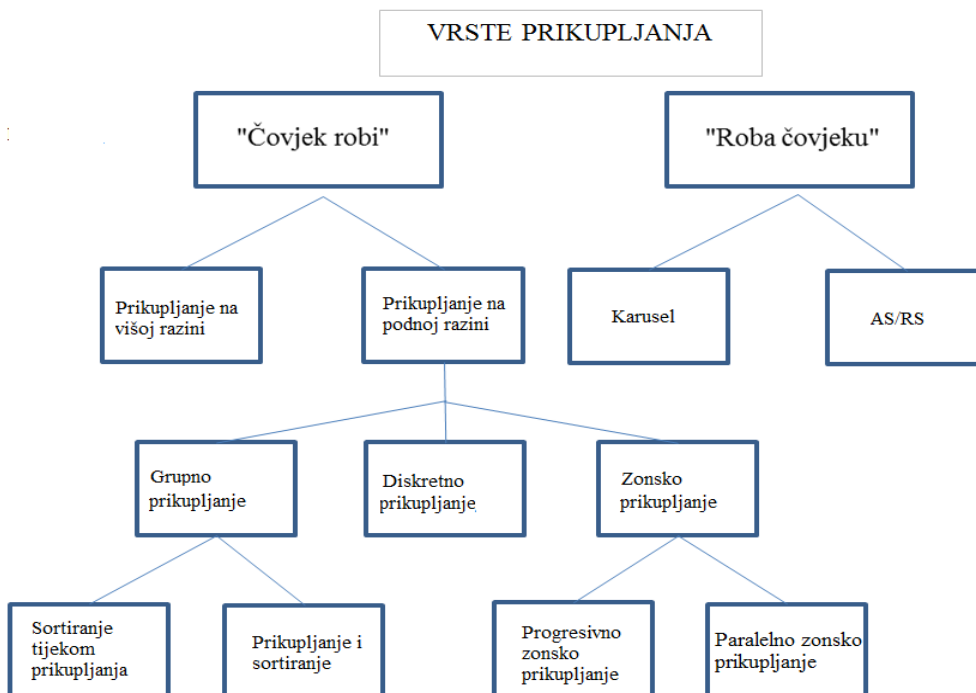 VRSTE PRIKUPLJANJA
"Čovjek robi"
"Roba čovjeku"
Prikupljanje na
višoj razini
Prikupljanje na
podnoj razini
Karusel
AS/RS
Grupno
prikupljanje
Diskretno
prikupljanje
Zonsko
prikupljanje
Sortiranje
tijekom
prikupljanja
Prikupljanje i
sortiranje
Progresivno
zonsko
prikupljanje
Paralelno zonsko
prikupljanje